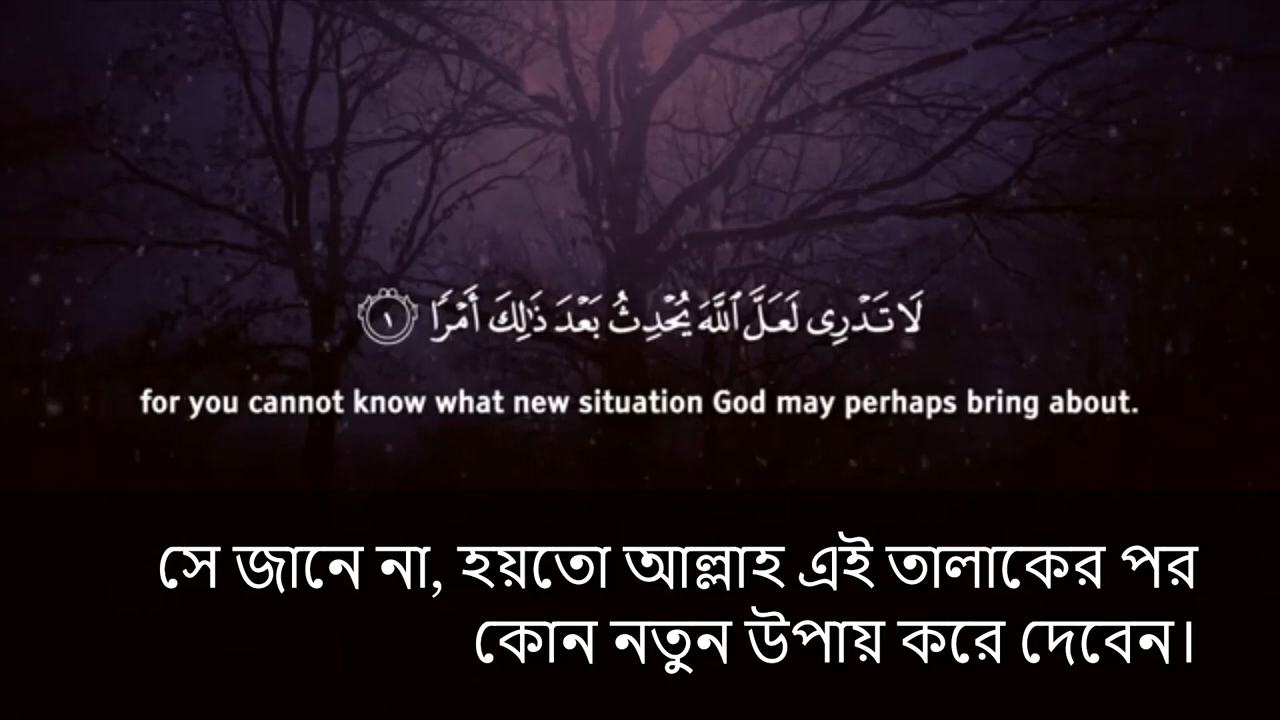 لَا تَدْرِى لَعَلَّ ٱللَّهَ يُحْدِثُ بَعْدَ ذَٰلِكَ أَمْرًا ١
for you cannot know what new situation God may perhaps bring about.
সে জানে না, হয়তো আল্লাহ এই তালাকের পর
কোন নতুন উপায় করে দেবেন।